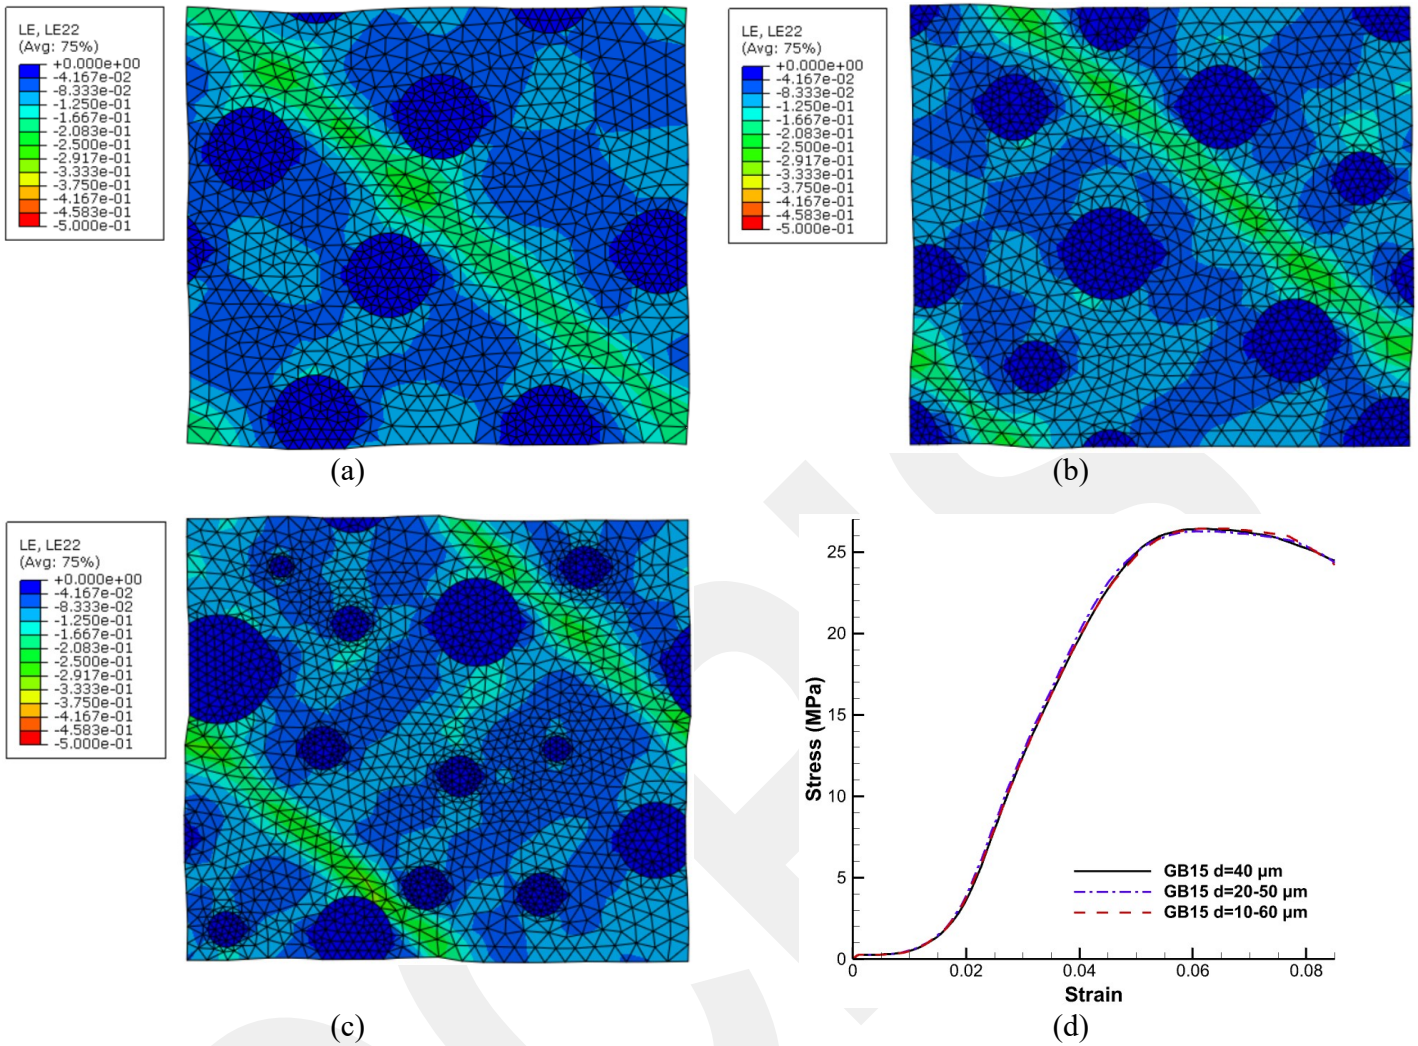 LE, LE22
(Avg: 75%)
+0.000e+00
-4.167e-02
-8.333e-02
-1.250e-01
-1.667e-01
-2.083e-01
-2.500e-01
-2.917e-01
-3.333e-01
-3.750e-01
-4.167e-01
-4.583e-01
-5.000e-01
(a)
LE, LE22
(Avg: 75%)
+0.000e+00
-4.167e-02
-8.333e-02
-1.250e-01
-1.667e-01
-2.083e-01
-2.500e-01
-2.917e-01
-3.333e-01
-3.750e-01
-4.167e-01
-4.583e-01
-5.000e-01
(b)
LE, LE22
(Avg: 75%)
+0.000e+00
-4.167e-02
-8.333e-02
-1.250e-01
-1.667e-01
-2.083e-01
-2.500e-01
-2.917e-01
-3.333e-01
-3.750e-01
-4.167e-01
-4.583e-01
-5.000e-01
(c)
Stress (MPa)
25
20
15
10
5
0
GB15 d=40 µm
GB15 d=20-50 µm
GB15 d=10-60 µm
0 0.02 0.04 0.06 0.08
Strain
(d)